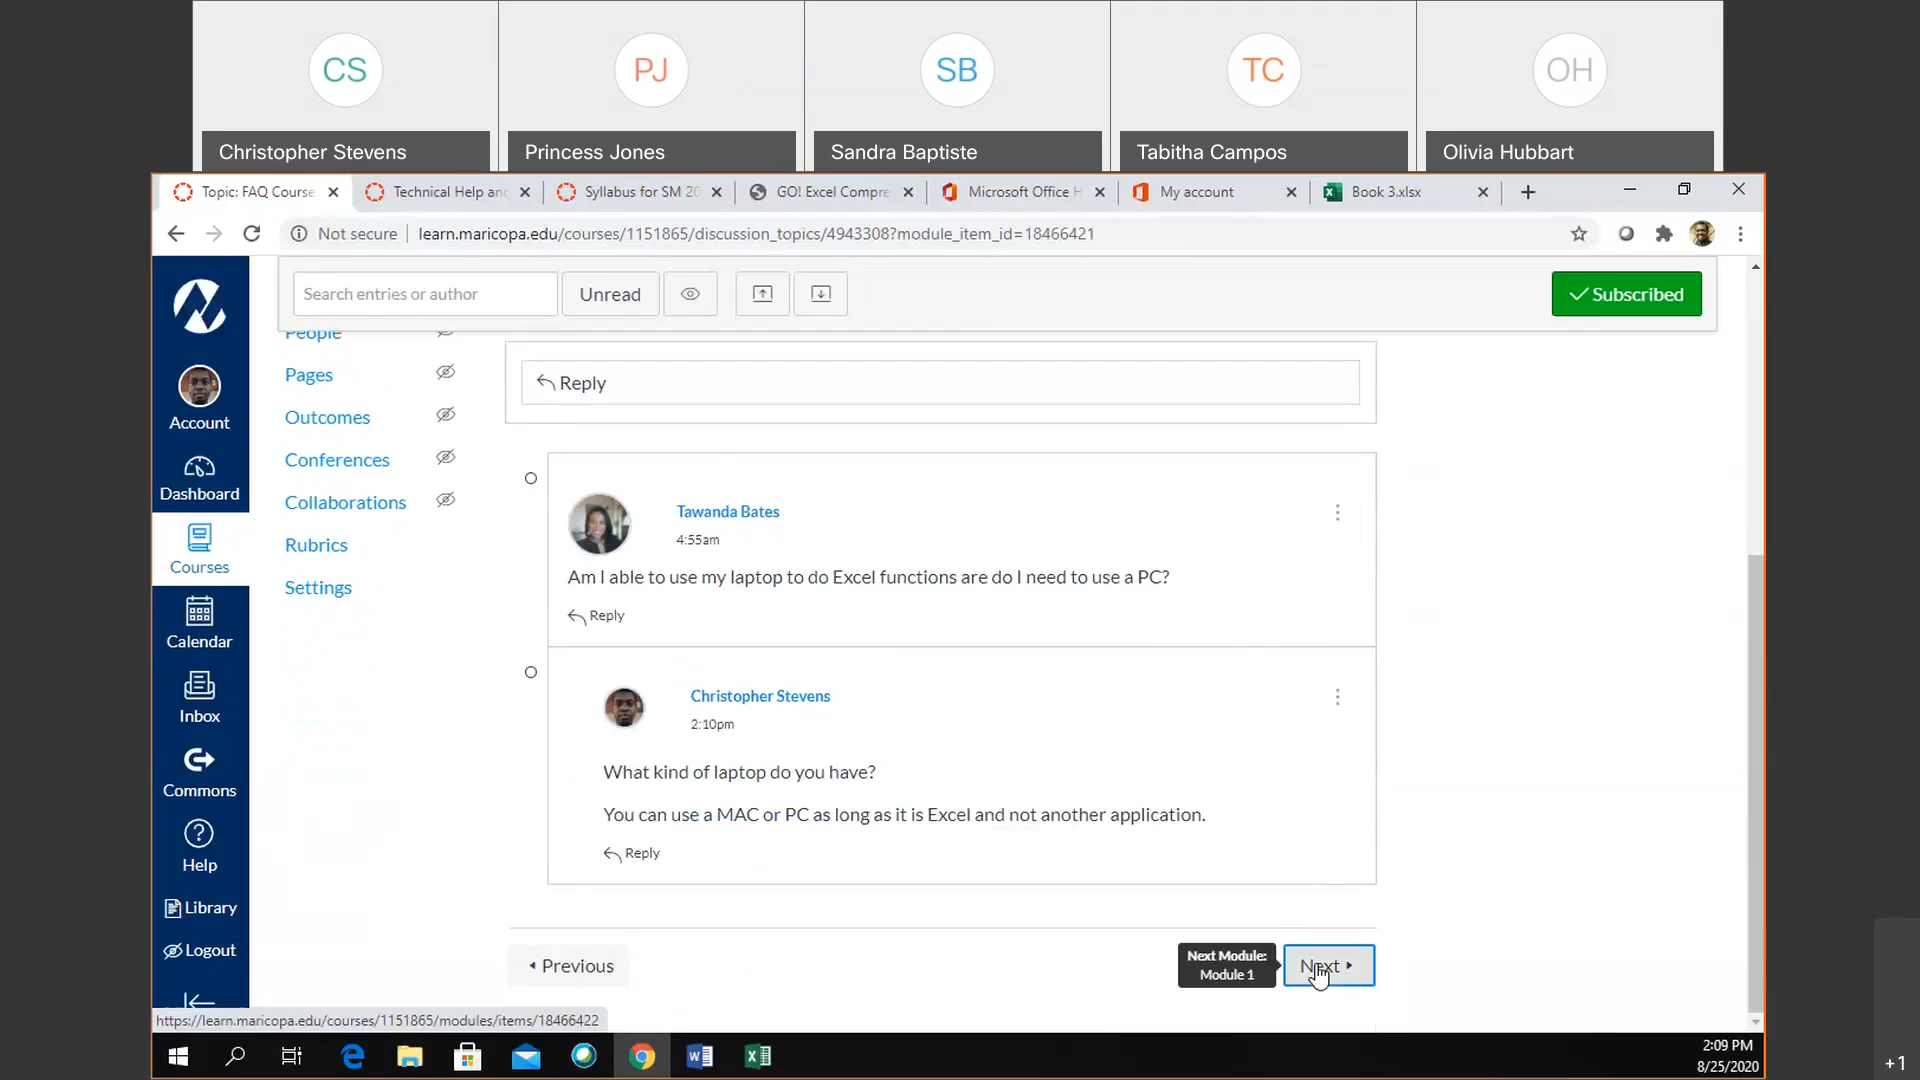 CS
PJ
SB
TC
OH
Christopher Stevens
Princess Jones
Sandra Baptiste
Tabitha Campos
Olivia Hubbart
Topic: FAQ Course
Technical Help and
Syllabus for SM 20
GO! Excel Compre
Microsoft Office H
My account
Book 3.xlsx
Not secure
learn.maricopa.edu/courses/1151865/discussion_topics/4943308?module_item_id=18466421
Search entries or author
Unread
Subscribed
Account
Dashboard
Courses
Calendar
Inbox
Commons
Help
Library
Logout
People
Pages
Outcomes
Conferences
Collaborations
Rubrics
Settings
Reply
Tawanda Bates
4:55am
Am I able to use my laptop to do Excel functions are do I need to use a PC?
Reply
Christopher Stevens
2:10pm
What kind of laptop do you have?
You can use a MAC or PC as long as it is Excel and not another application.
Reply
Previous
Next Module:
Module 1
Next
https://learn.maricopa.edu/courses/1151865/modules/items/18466422
2:09 PM
8/25/2020
+1